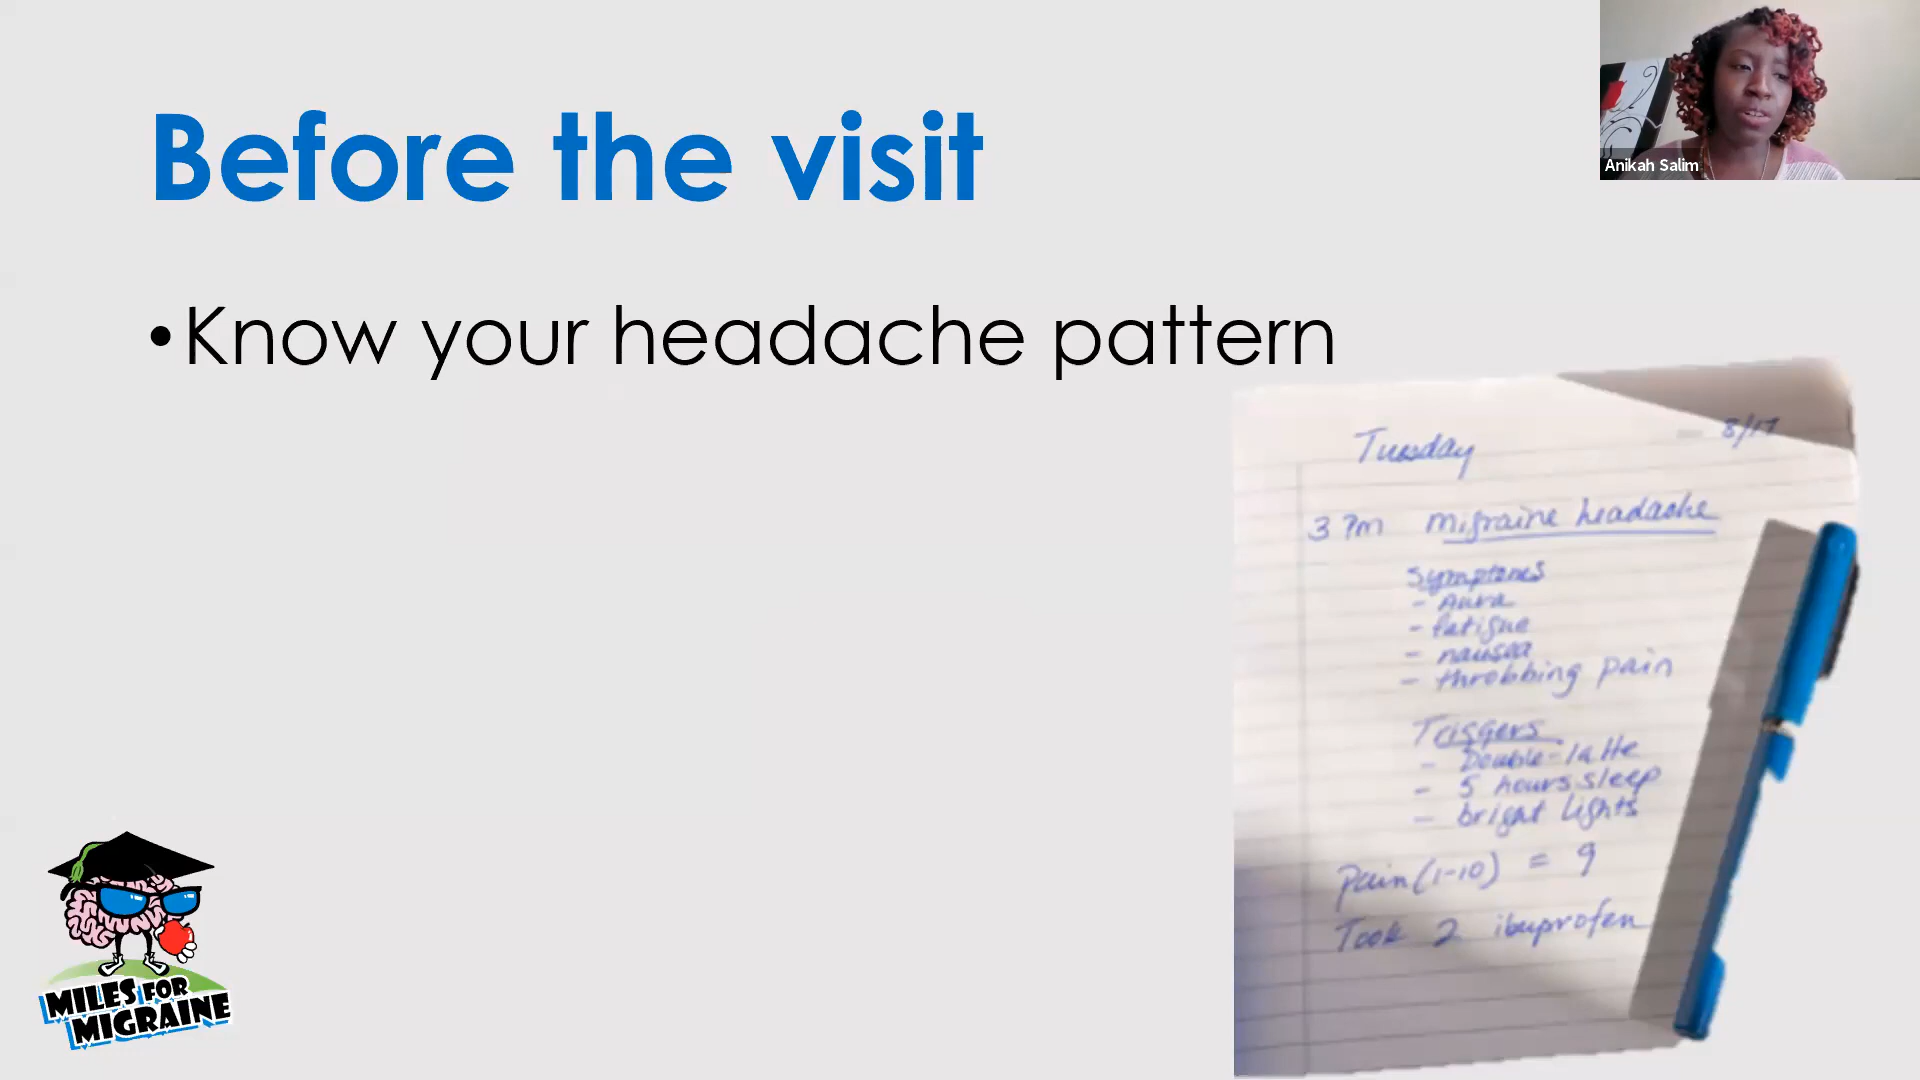 Before the visit
•Know your headache pattern
Anikah Salim
Tuesday 8/17
3 Pm migraine headache
Symptoms
- Aura
- fatigue
- nausea
- throbbing pain
Triggers
- Double-latte
- 5 hours sleep
- bright lights
Pain (1-10) = 9
Took 2 ibuprofen
MILES FOR
MIGRAINE